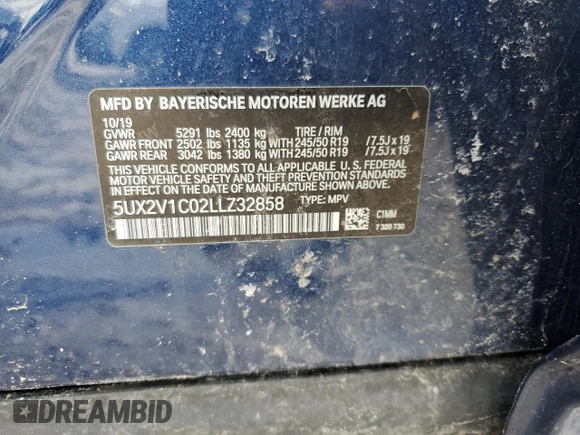 MFD BY BAYERISCHE MOTOREN WERKE AG
10/19
GVWR 5291 lbs 2400 kg TIRE / RIM
GAWR FRONT 2502 lbs 1135 kg WITH 245/50 R19 / 7.5J x 19
GAWR REAR 3042 lbs 1380 kg WITH 245/50 R19 / 7.5J x 19
THIS VEHICLE CONFORMS TO ALL APPLICABLE U. S. FEDERAL
MOTOR VEHICLE SAFETY, BUMPER, AND THEFT PREVENTION STANDARDS
IN EFFECT ON THE DATE OF MANUFACTURE SHOWN ABOVE.
5UX2V1C02LLZ32858 TYPE: MPV
C1MM
7 320 730
DREAMBID